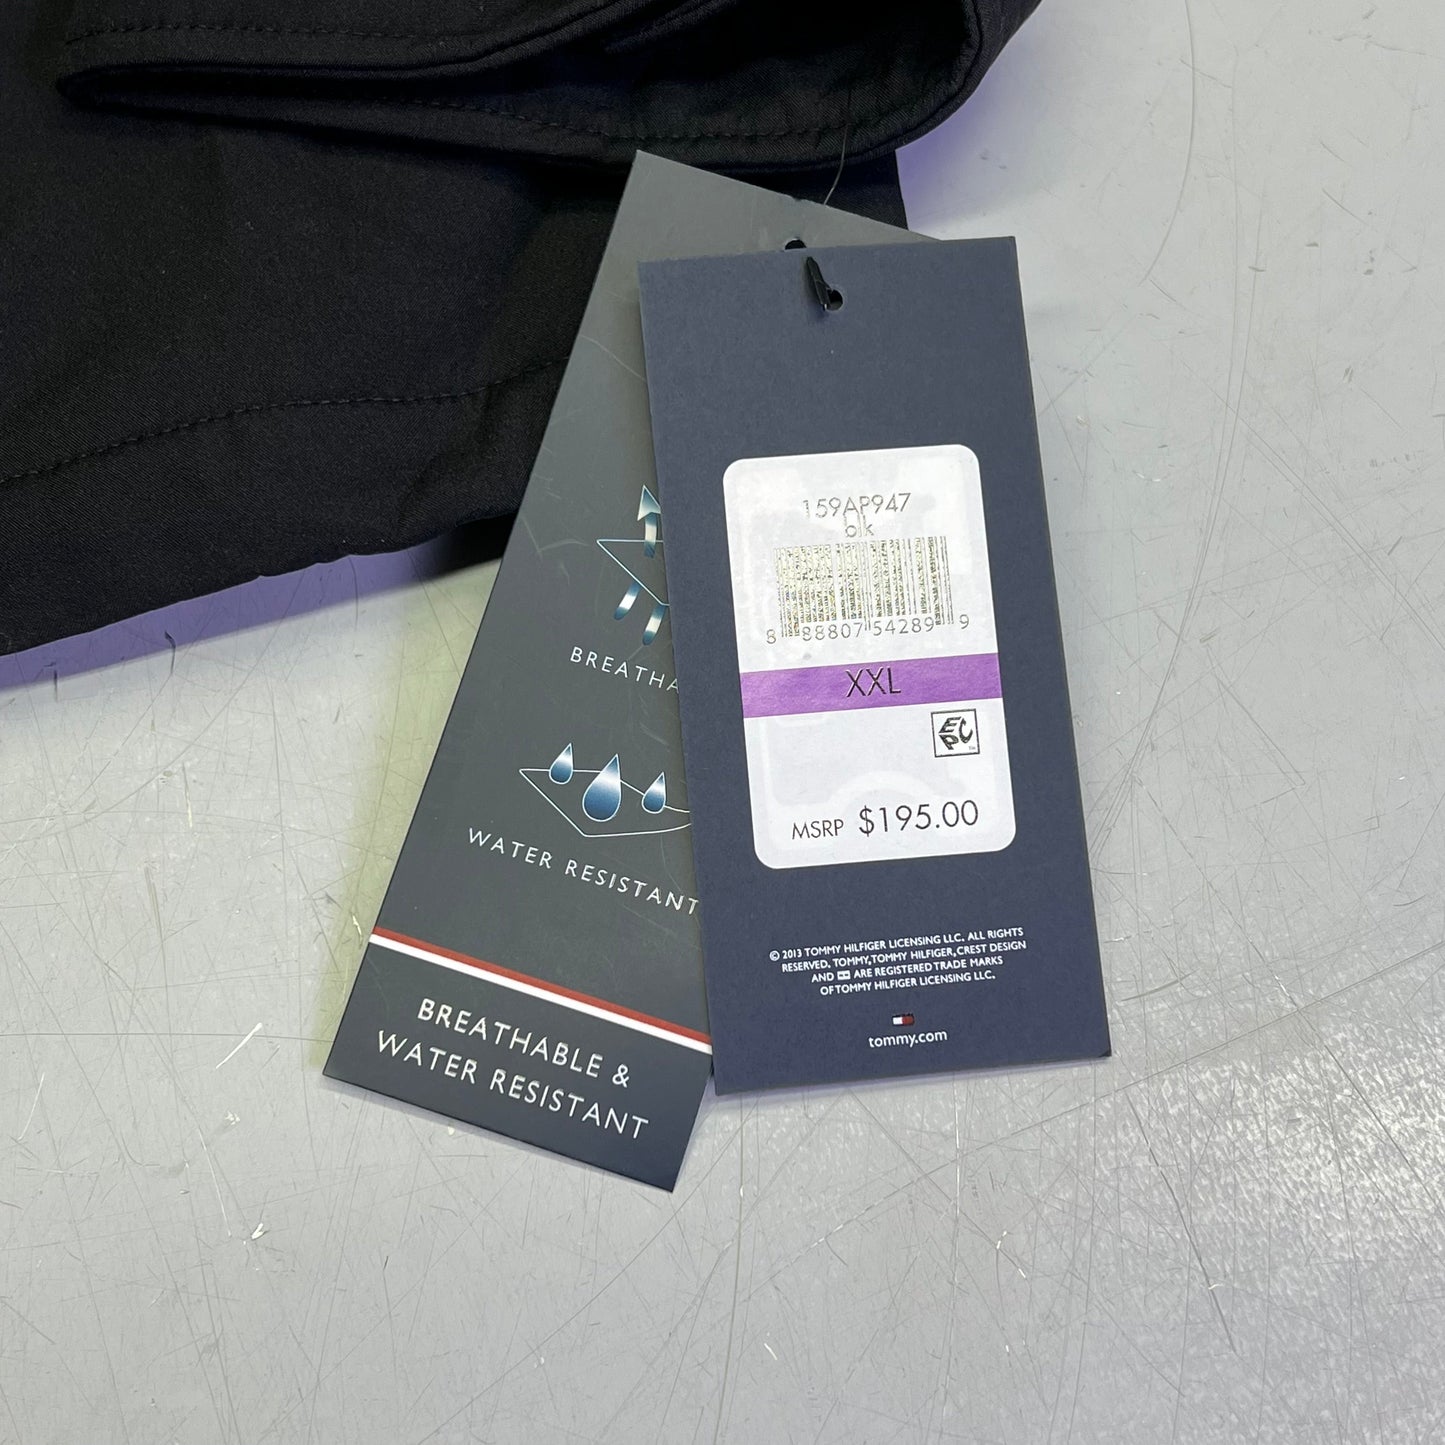 159AP947
blk
8 88807 54289 9
XXL
EPC
MSRP $195.00
© 2013 TOMMY HILFIGER LICENSING LLC. ALL RIGHTS
RESERVED. TOMMY, TOMMY HILFIGER, CREST DESIGN
AND ARE REGISTERED TRADE MARKS
OF TOMMY HILFIGER LICENSING LLC.
tommy.com
BREATHA
WATER RESISTANT
BREATHABLE &
WATER RESISTANT